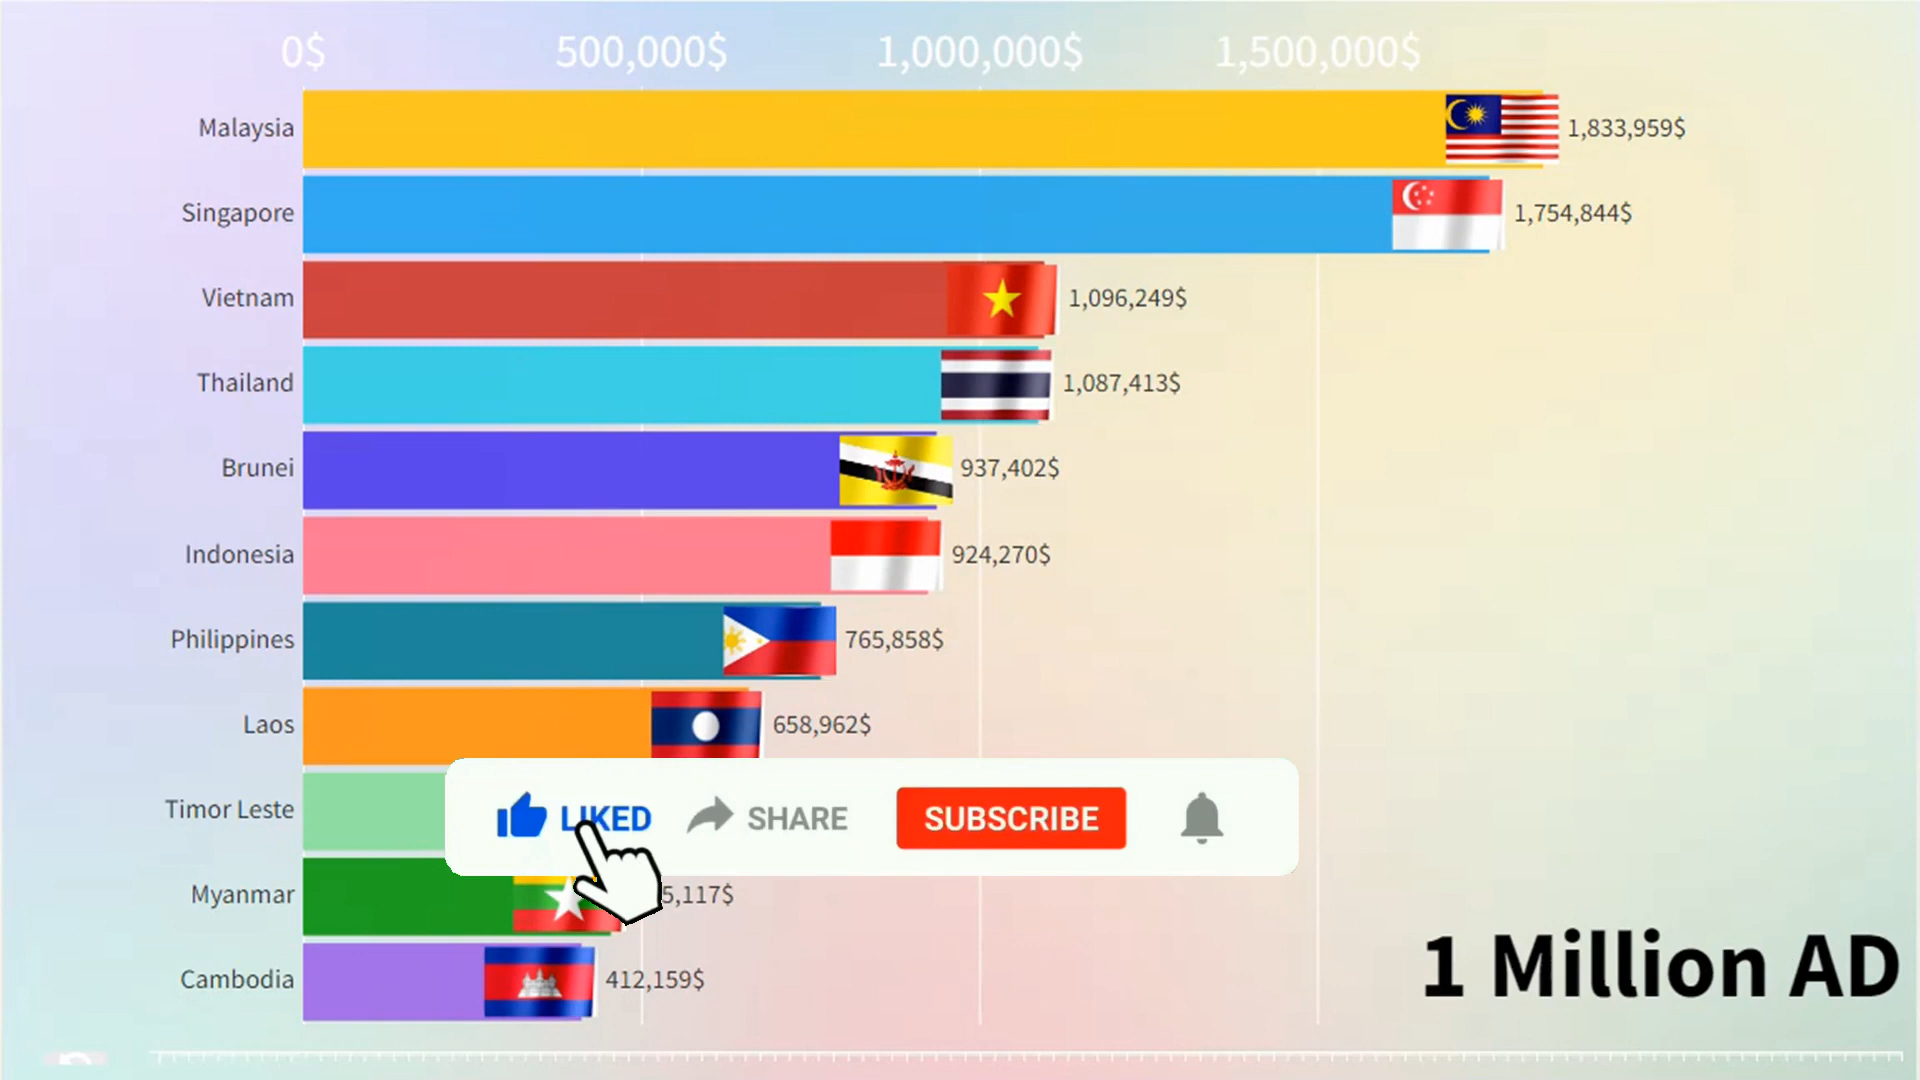 0$ 500,000$ 1,000,000$ 1,500,000$
Malaysia 1,833,959$
Singapore 1,754,844$
Vietnam 1,096,249$
Thailand 1,087,413$
Brunei 937,402$
Indonesia 924,270$
Philippines 765,858$
Laos 658,962$
Timor Leste
LIKED SHARE SUBSCRIBE
Myanmar 5,117$
Cambodia 412,159$
1 Million AD